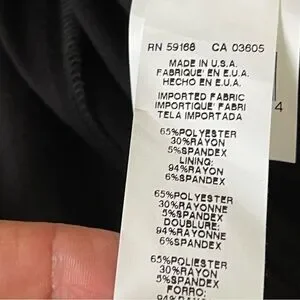 RN 59168 CA 03605
MADE IN U.S.A.
FABRIQUE' EN E.U.A.
HECHO EN E.U.A.
IMPORTED FABRIC
IMPORTIQUE' FABRI
TELA IMPORTADA
4
65%POLYESTER
30%RAYON
5%SPANDEX
LINING:
94%RAYON
6%SPANDEX
65%POLYESTER
30%RAYONNE
5%SPANDEX
DOUBLURE:
94%RAYONNE
6%SPANDEX
65%POLIESTER
30%RAYON
5%SPANDEX
FORRO: